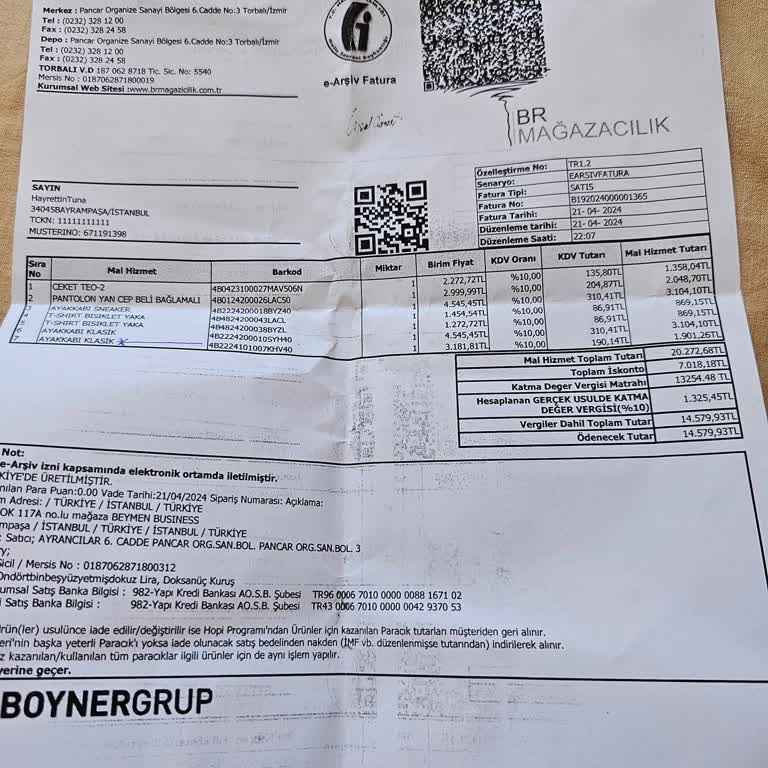 Merkez : Pancar Organize Sanayi Bölgesi 6.Cadde No:3 Torbalı/İzmir
Tel : (0232) 328 12 00
Fax : (0232) 328 24 58
Depo : Pancar Organize Sanayi Bölgesi 6.Cadde No:3 Torbalı/İzmir
Tel : (0232) 328 12 00
Fax : (0232) 328 24 58
TORBALI V.D 187 062 8718 Tic. Sic. No: 5540
Mersis No : 0187062871800019
Kurumsal Web Sitesi :www.brmagazicilik.com.tr
e-Arşiv Fatura
BR
MAĞAZACILIK
SAYIN
HayrettinTuna
34045BAYRAMPAŞA/İSTANBUL
TCKN: 11111111111
MUSTERINO: 671191398
Özelleştirme No: TR1.2
Senaryo: EARSIVFATURA
Fatura Tipi: SATIS
Fatura No: B192024000001365
Fatura Tarihi: 21- 04- 2024
Düzenleme tarihi: 21- 04- 2024
Düzenleme Saati: 22:07
Sıra No Mal Hizmet Barkod Miktar Birim Fiyat KDV Oranı KDV Tutarı Mal Hizmet Tutarı
1 CEKET TEO-2 4B0423100027MAV506N 1 2.272,72TL %10,00 135,80TL 1.358,04TL
2 PANTOLON YAN CEP BELİ BAĞLAMALI 4B0124200026LAC50 1 2.999,99TL %10,00 204,87TL 2.048,70TL
3 AYAKKABI SNEAKER 4B2224200018BYZ40 1 4.545,45TL %10,00 310,41TL 3.104,10TL
4 T-SHIRT BISIKLET YAKA 4B4824200043LACL 1 1.454,54TL %10,00 86,91TL 869,15TL
5 T-SHIRT BISIKLET YAKA 4B4824200038BYZL 1 1.272,72TL %10,00 86,91TL 869,15TL
6 AYAKKABI KLASİK 4B2224200010SYH40 1 4.545,45TL %10,00 310,41TL 3.104,10TL
7 AYAKKABI KLASİK 4B2224101007KHV40 1 3.181,81TL %10,00 190,14TL 1.901,26TL
Mal Hizmet Toplam Tutarı 20.272,68TL
Toplam İskonto 7.018,18TL
Katma Deger Vergisi Matrahı 13254.48 TL
Hesaplanan GERÇEK USULDE KATMA DEĞER VERGİSİ(%10) 1.325,45TL
Vergiler Dahil Toplam Tutar 14.579,93TL
Ödenecek Tutar 14.579,93TL
Not:
e-Arşiv izni kapsamında elektronik ortamda iletilmiştir.
KİYE'DE ÜRETİLMİŞTİR.
nılan Para Puan:0.00 Vade Tarihi:21/04/2024 Sipariş Numarası: Açıklama:
m Adresi: / TÜRKİYE / İSTANBUL / TÜRKİYE
OK 117A no.lu mağaza BEYMEN BUSINESS
mpaşa / İSTANBUL / TÜRKİYE / İSTANBUL / TÜRKİYE
: Satıcı; AYRANCILAR 6. CADDE PANCAR ORG.SAN.BOL. PANCAR ORG.SAN.BOL. 3
ry;
Sicil / Mersis No : 0187062871800312
Ondörtbinbeşyüzyetmişdokuz Lira, Doksanüç Kuruş
umsal Satış Banka Bilgisi : 982-Yapı Kredi Bankası AO.S.B. Şubesi TR96 0006 7010 0000 0088 1671 02
i Satış Banka Bilgisi : 982-Yapı Kredi Bankası AO.S.B. Şubesi TR43 0006 7010 0000 0042 9370 53
rün(ler) usulünce iade edilir/değiştirilir ise Hopi Programı'ndan Ürünler için kazanılan Paracık tutarları müşteriden geri alınır.
eri'nin başka yeterli Paracık'ı yoksa iade olunacak satış bedelinden nakden (İMF vb. düzenlenmişse tutarından) indirilerek alınır.
z kazanılan/kullanılan tüm paracıklar ilgili ürünler için de aynı işlem yapılır.
yerine geçer.
BOYNERGRUP